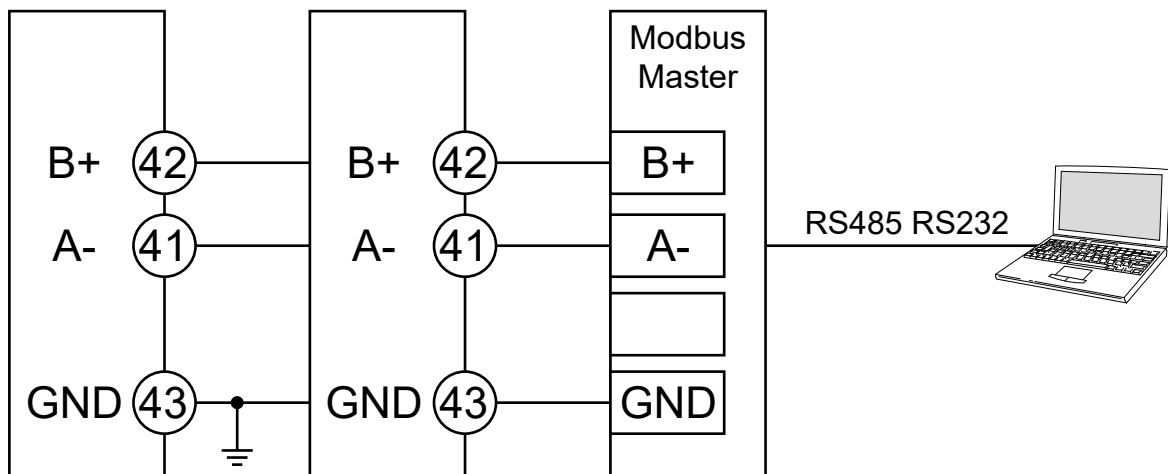 Modbus
Master
B+ 42 B+ 42 B+
A- 41 A- 41 A- RS485 RS232
GND 43 GND 43 GND